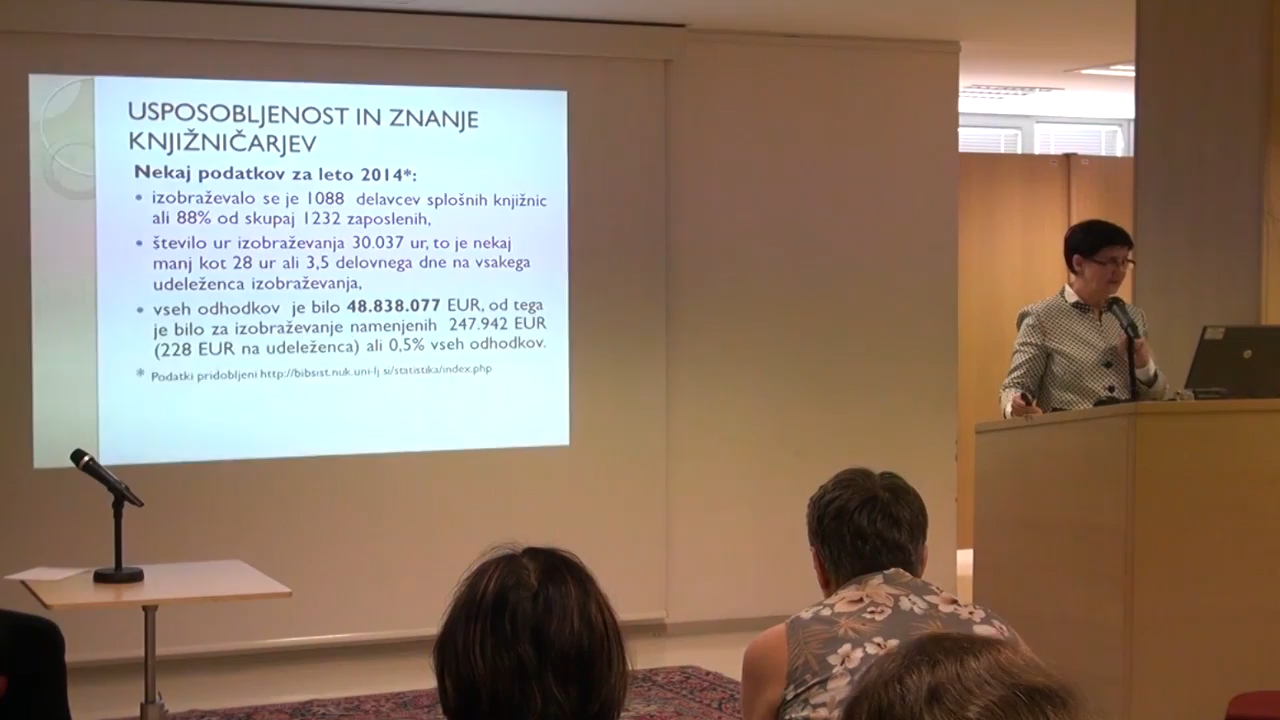 USPOSOBLJENOST IN ZNANJE
KNJIŽNIČARJEV
Nekaj podatkov za leto 2014*:
• izobraževalo se je 1088 delavcev splošnih knjižnic
ali 88% od skupaj 1232 zaposlenih,
• število ur izobraževanja 30.037 ur, to je nekaj
manj kot 28 ur ali 3,5 delovnega dne na vsakega
udeleženca izobraževanja,
• vseh odhodkov je bilo 48.838.077 EUR, od tega
je bilo za izobraževanje namenjenih 247.942 EUR
(228 EUR na udeleženca) ali 0,5% vseh odhodkov.
* Podatki pridobljeni http://bibsist.nuk.uni-lj si/statistika/index.php